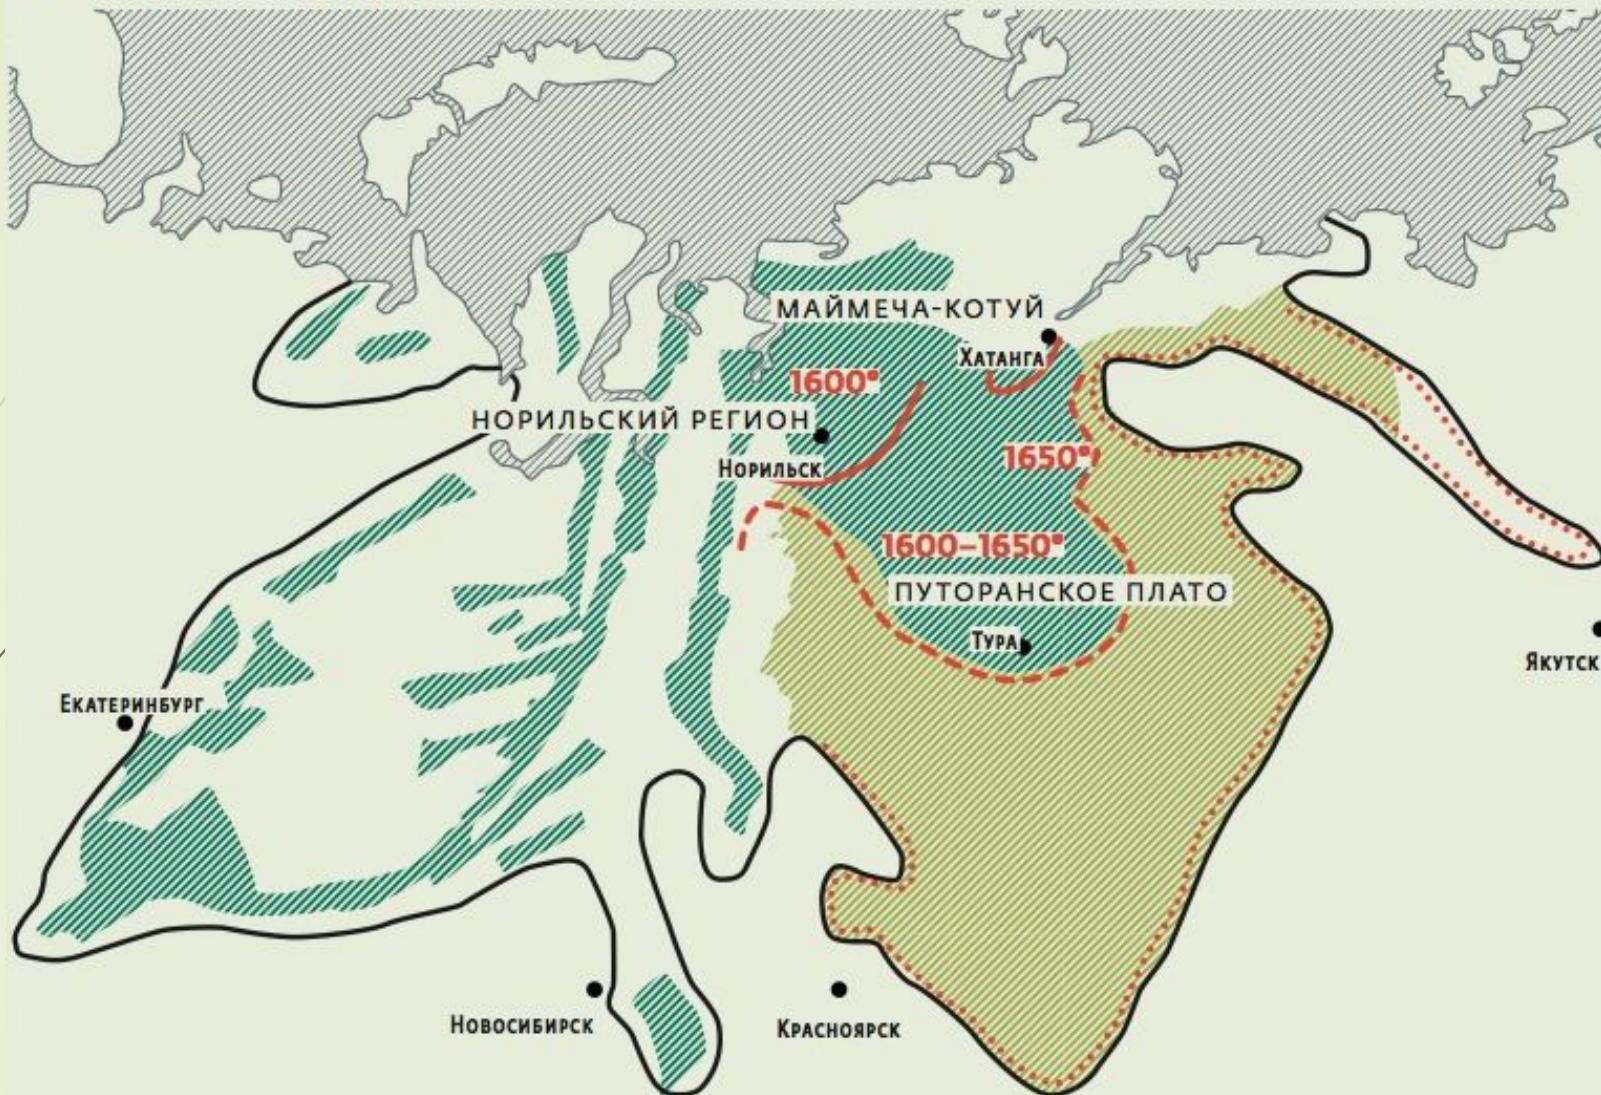 МАЙМЕЧА-КОТУЙ
ХАТАНГА
1600°
НОРИЛЬСКИЙ РЕГИОН
НОРИЛЬСК
1650°
1600–1650°
ПУТОРАНСКОЕ ПЛАТО
ТУРА
ЯКУТСК
ЕКАТЕРИНБУРГ
НОВОСИБИРСК
КРАСНОЯРСК